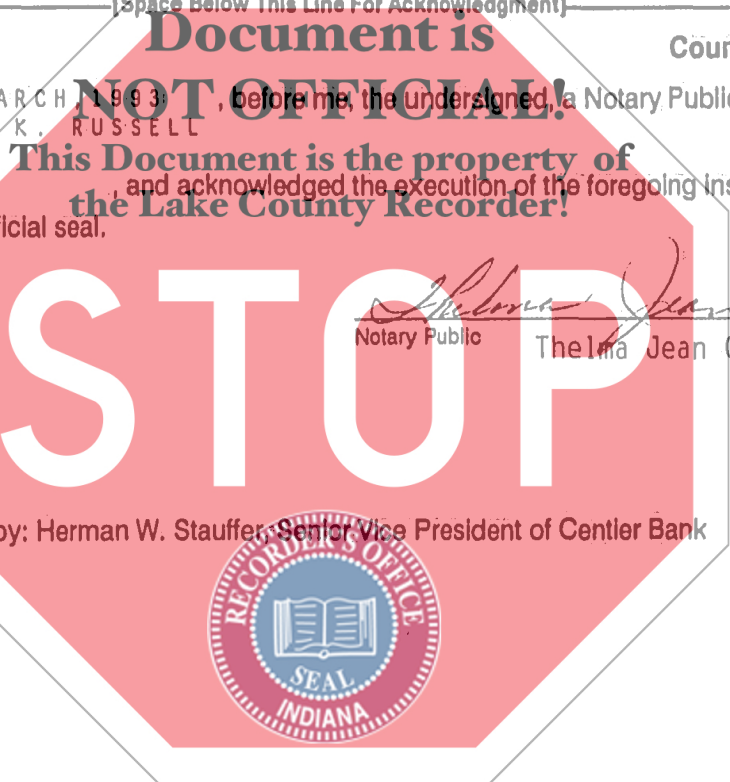 [Space Below This Line For Acknowledgment]
Document is
Coun
ARCH, 1993, before me, the undersigned, a Notary Public
NOT OFFICIAL!
K. RUSSELL
This Document is the property of
, and acknowledged the execution of the foregoing ins
the Lake County Recorder!
ficial seal.
STOP
Thelma Jean
Notary Public
Thelma Jean
by: Herman W. Stauffer, Senior Vice President of Centier Bank
RECORDER'S OFFICE
SEAL
INDIANA